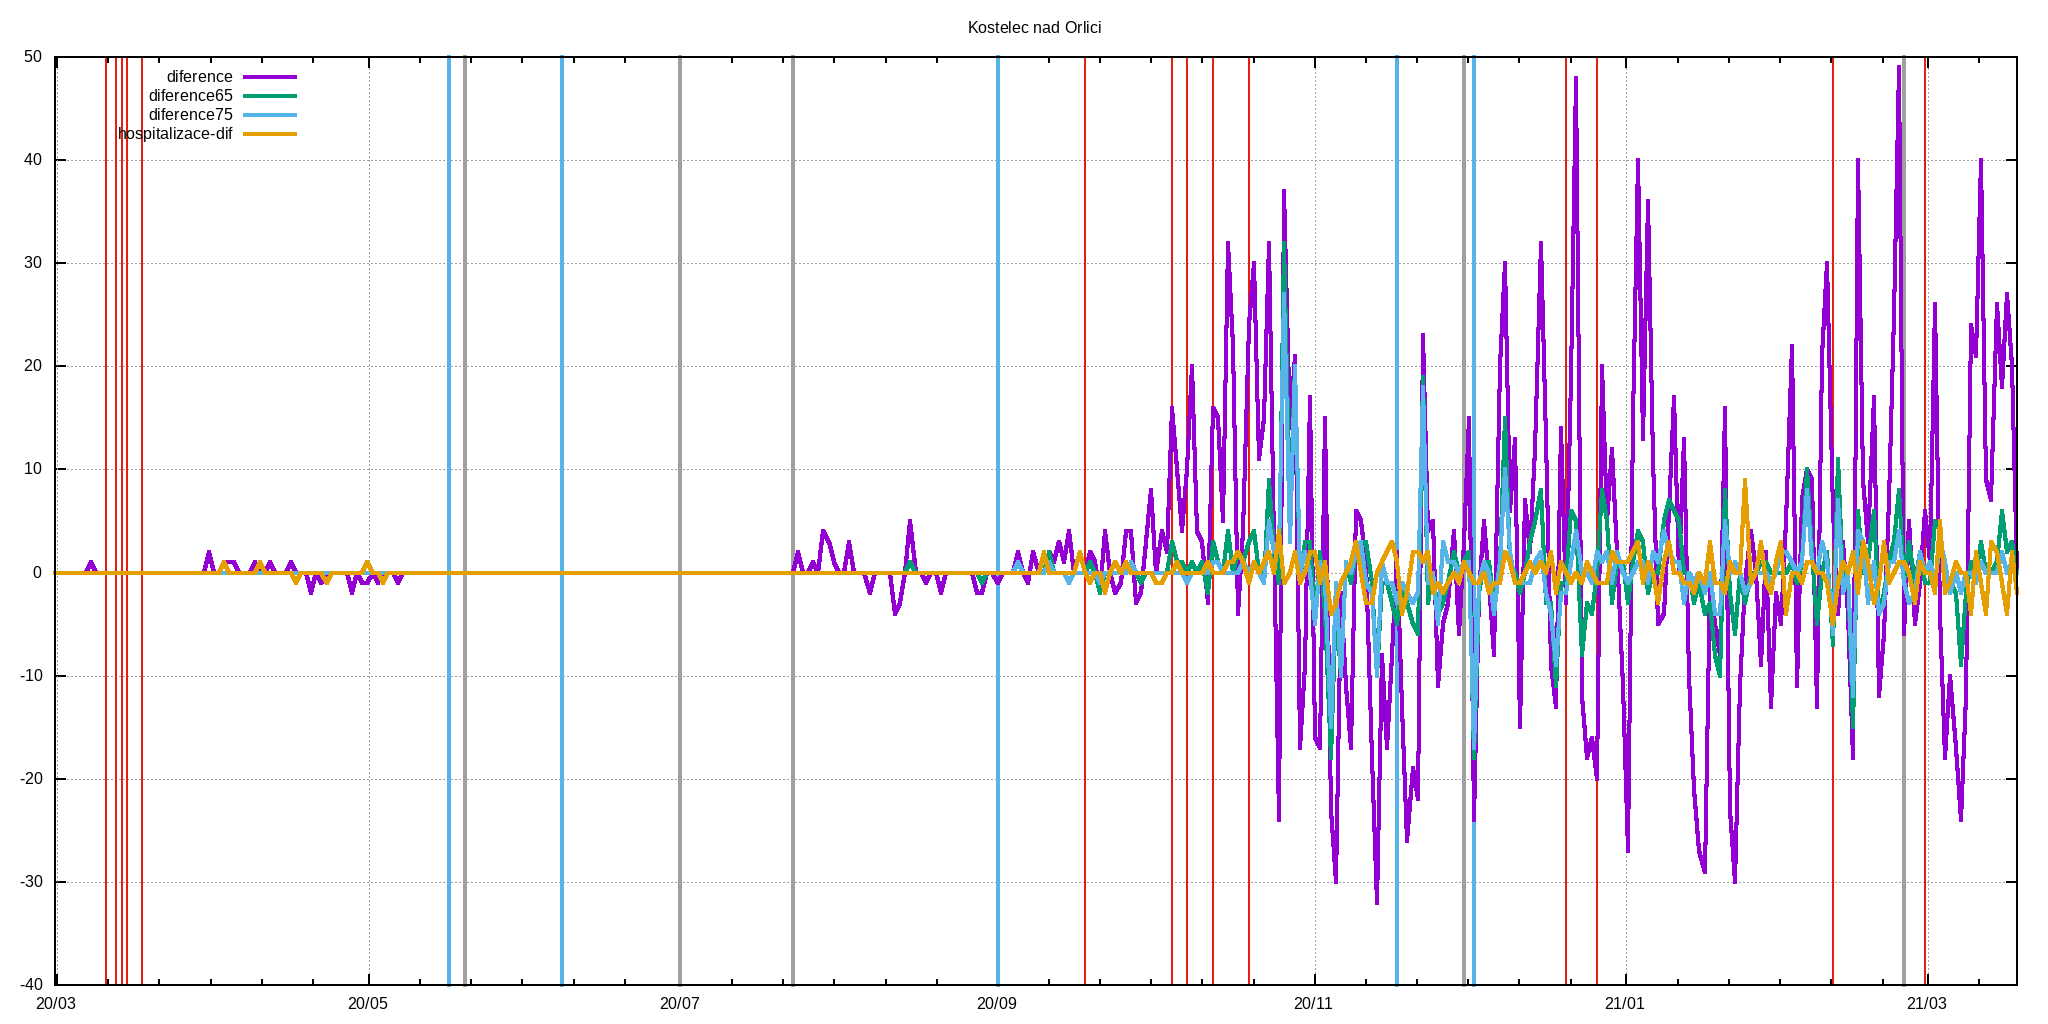 Kostelec nad Orlici
50
40
30
20
10
0
-10
-20
-30
-40
diference
diference65
diference75
hospitalizace-dif
20/03 20/05 20/07 20/09 20/11 21/01 21/03